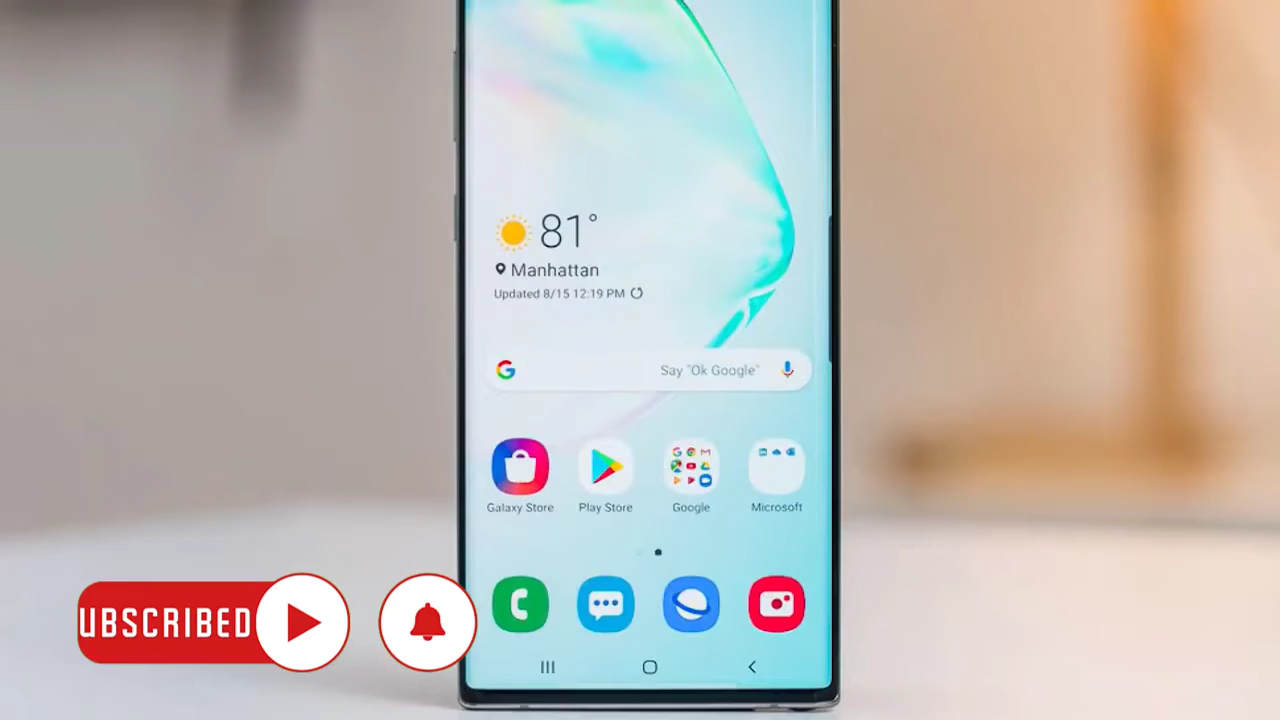 81°
Manhattan
Updated 8/15 12:19 PM
Say "Ok Google"
Galaxy Store
Play Store
Google
Microsoft
UBSCRIBED